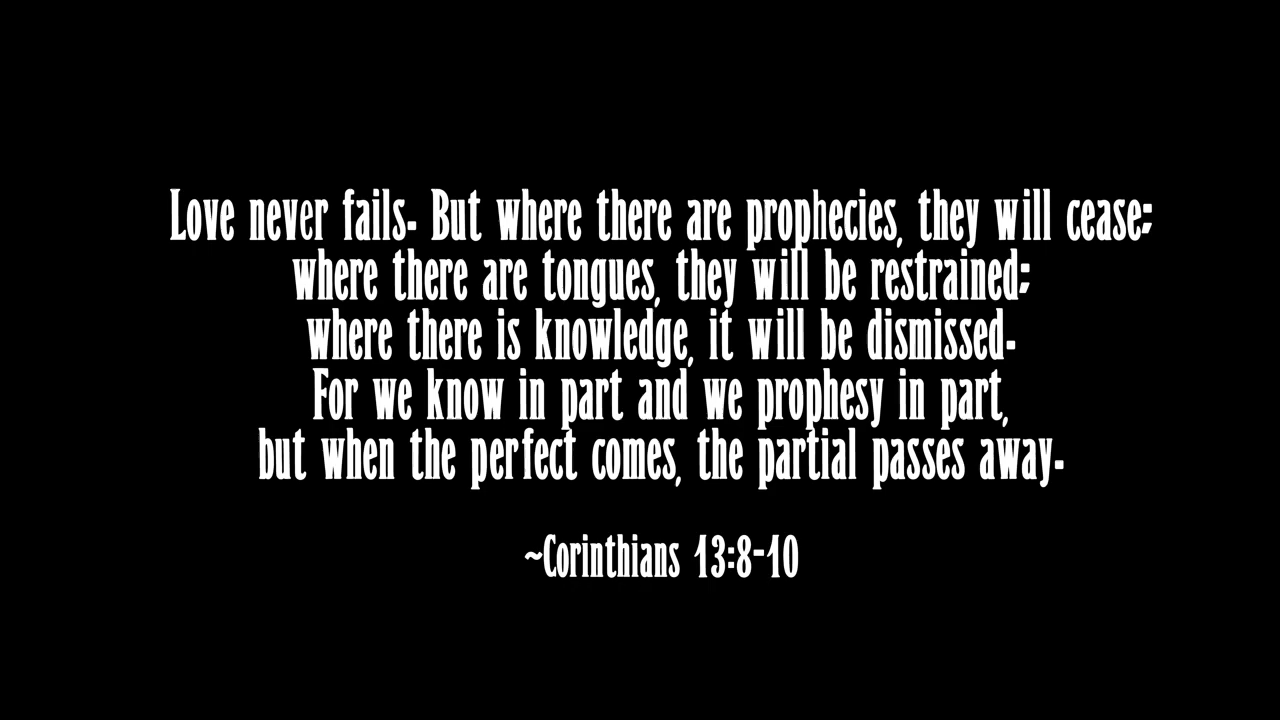 Love never fails. But where there are prophecies, they will cease;
where there are tongues, they will be restrained;
where there is knowledge, it will be dismissed.
For we know in part and we prophesy in part,
but when the perfect comes, the partial passes away.
~Corinthians 13:8-10